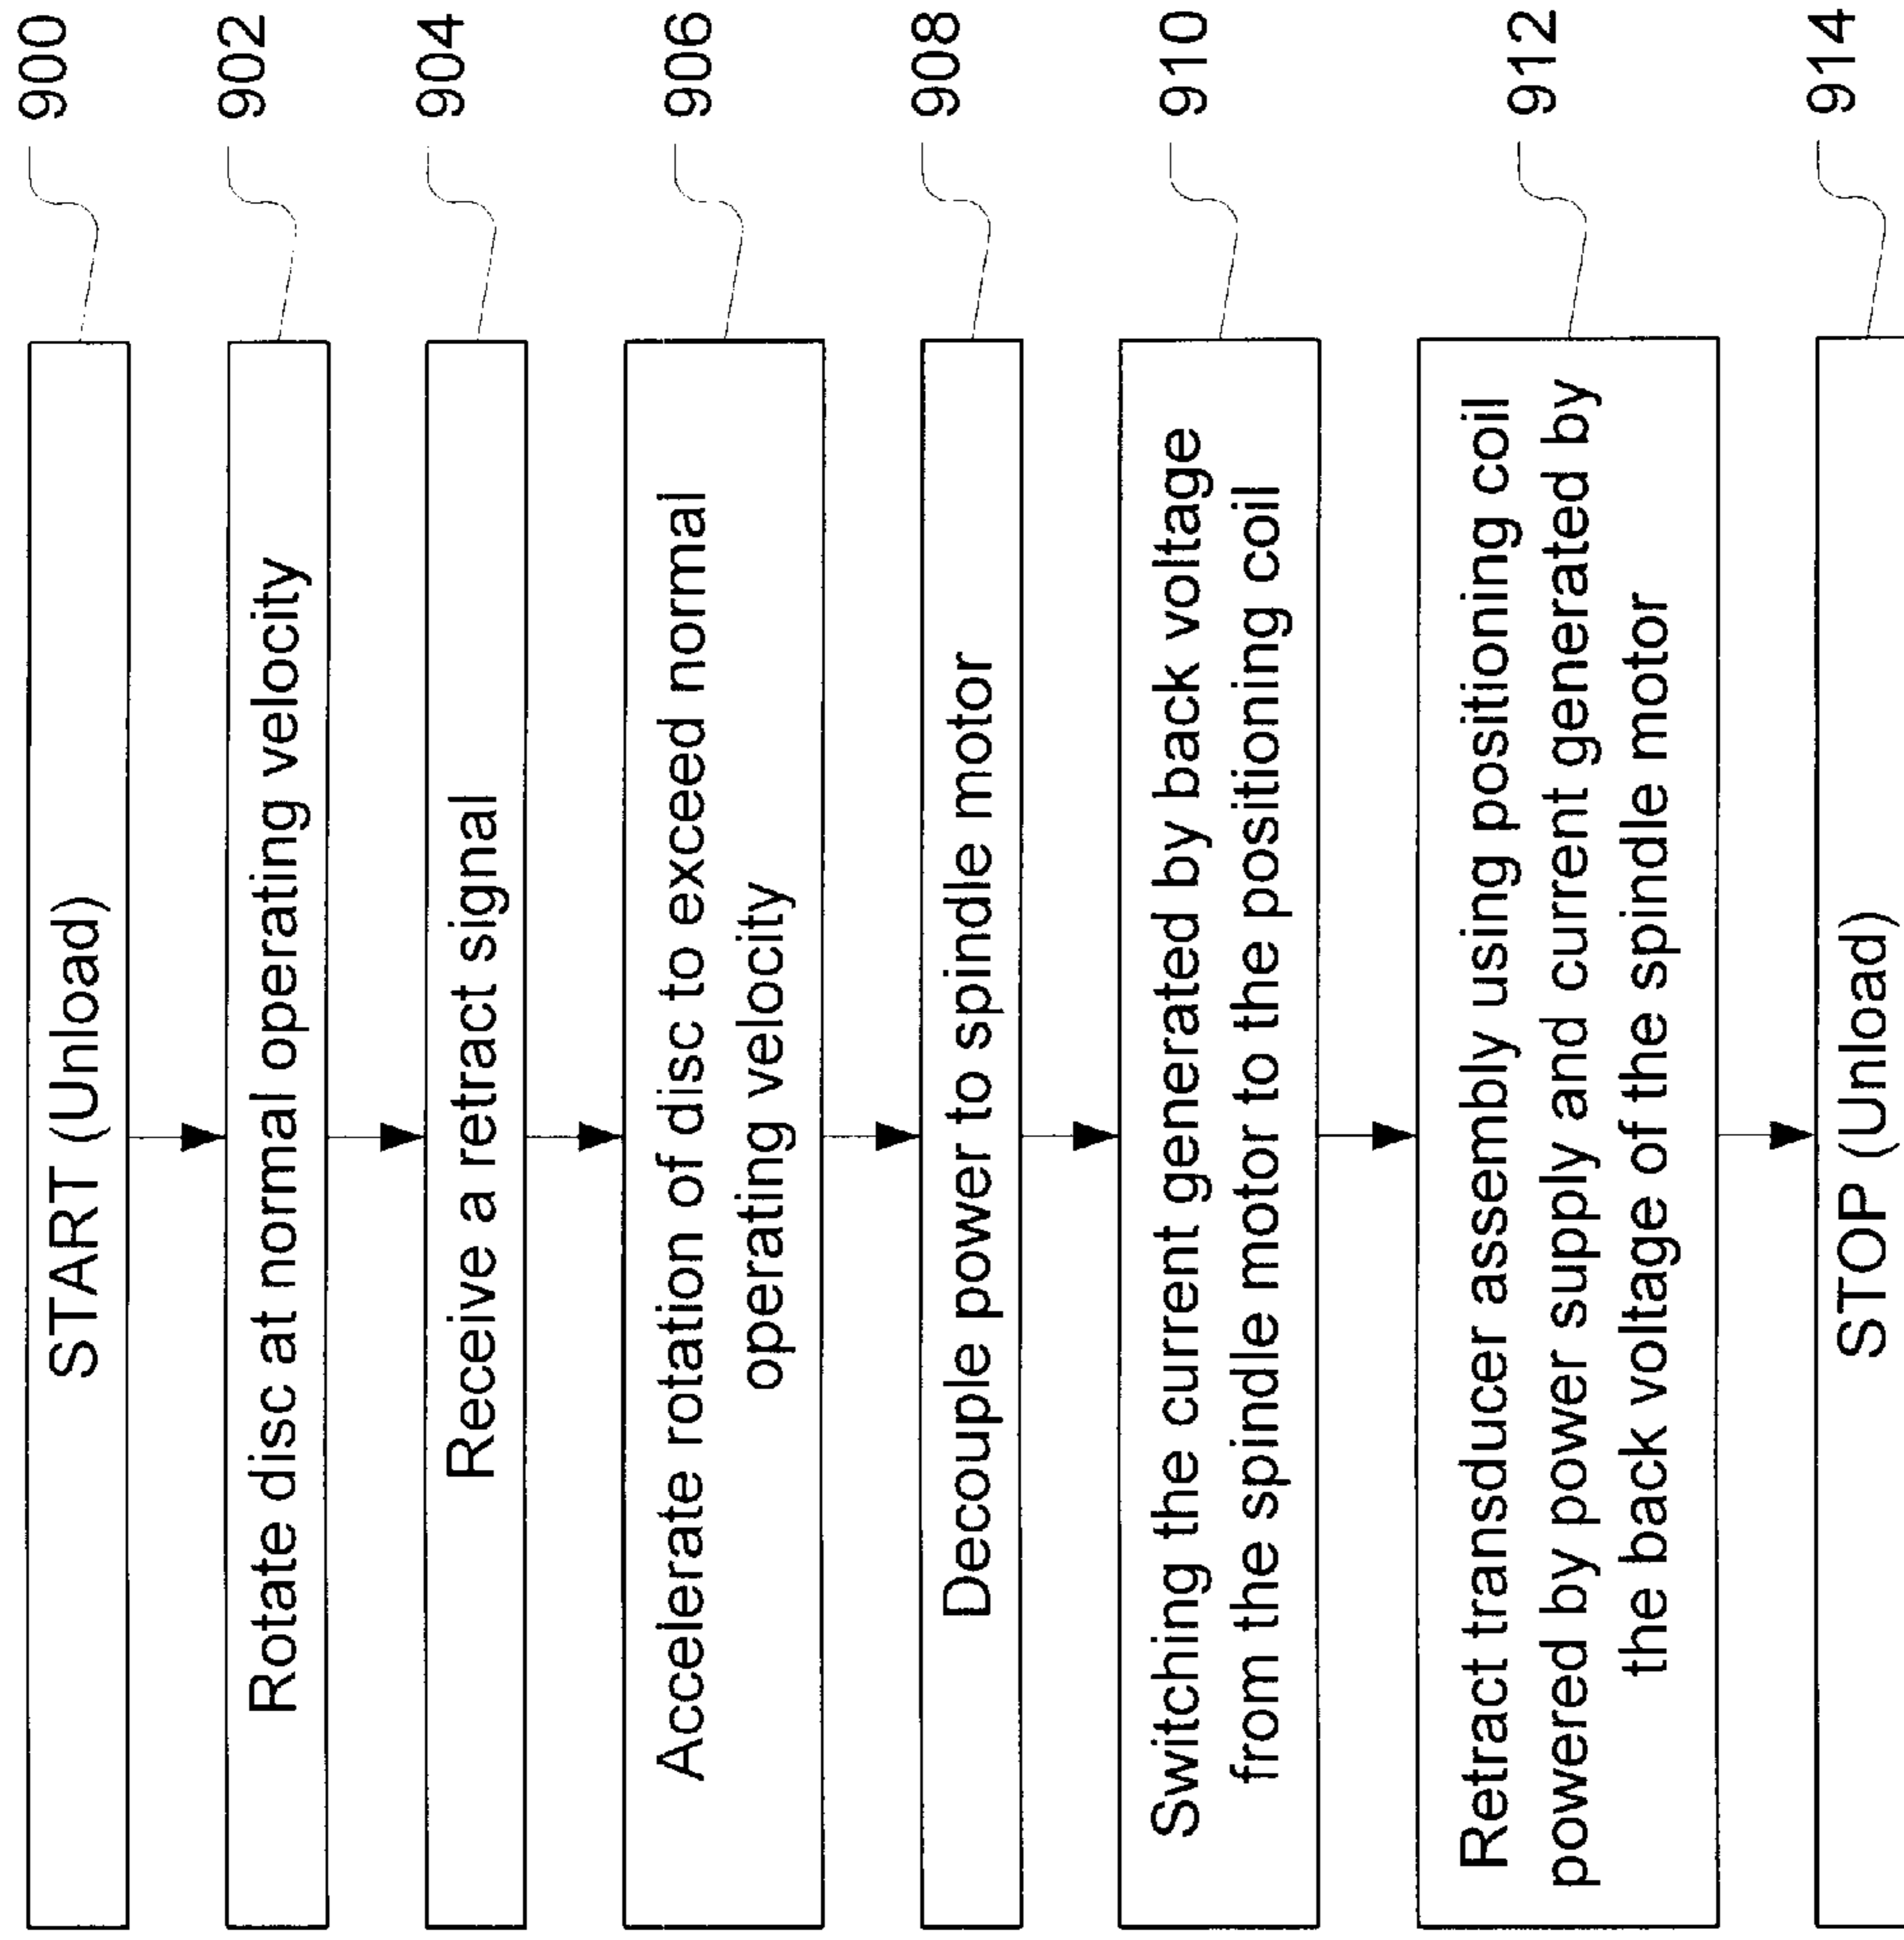 START (Unload) 900
Rotate disc at normal operating velocity 902
Receive a retract signal 904
Accelerate rotation of disc to exceed normal 906
operating velocity
Decouple power to spindle motor 908
Switching the current generated by back voltage 910
from the spindle motor to the positioning coil
Retract transducer assembly using positioning coil 912
powered by power supply and current generated by
the back voltage of the spindle motor
STOP (Unload) 914